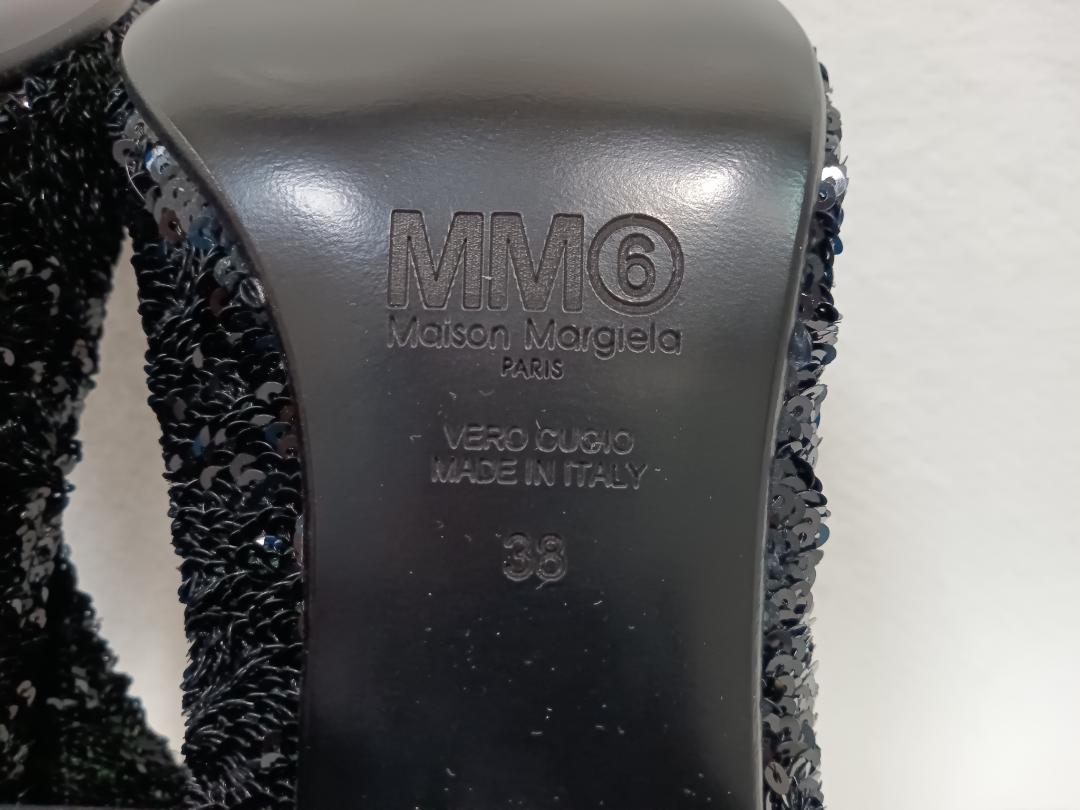 MM⑥
Maison Margiela
PARIS
VERO CUOIO
MADE IN ITALY
38